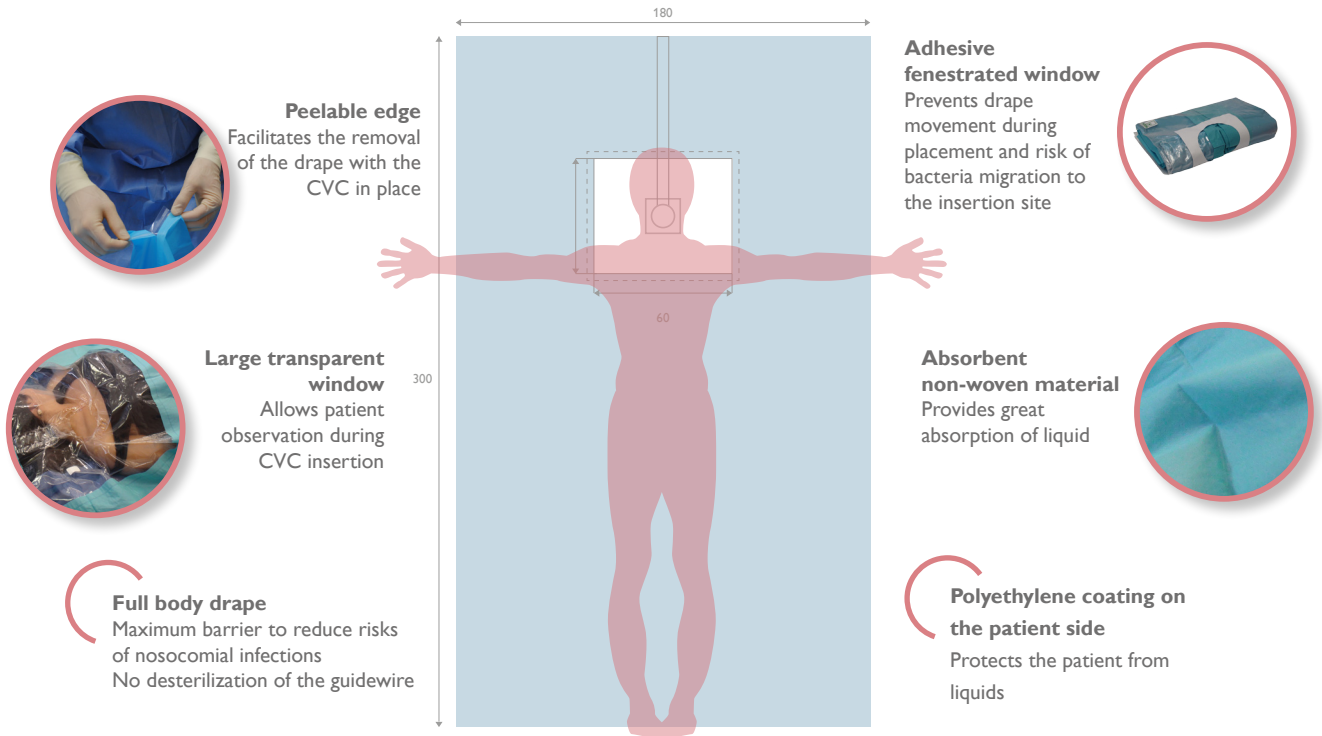 180
Peelable edge
Facilitates the removal
of the drape with the
CVC in place
Adhesive
fenestrated window
Prevents drape
movement during
placement and risk of
bacteria migration to
the insertion site
60
300
Large transparent
window
Allows patient
observation during
CVC insertion
Absorbent
non-woven material
Provides great
absorption of liquid
Full body drape
Maximum barrier to reduce risks
of nosocomial infections
No desterilization of the guidewire
Polyethylene coating on
the patient side
Protects the patient from
liquids